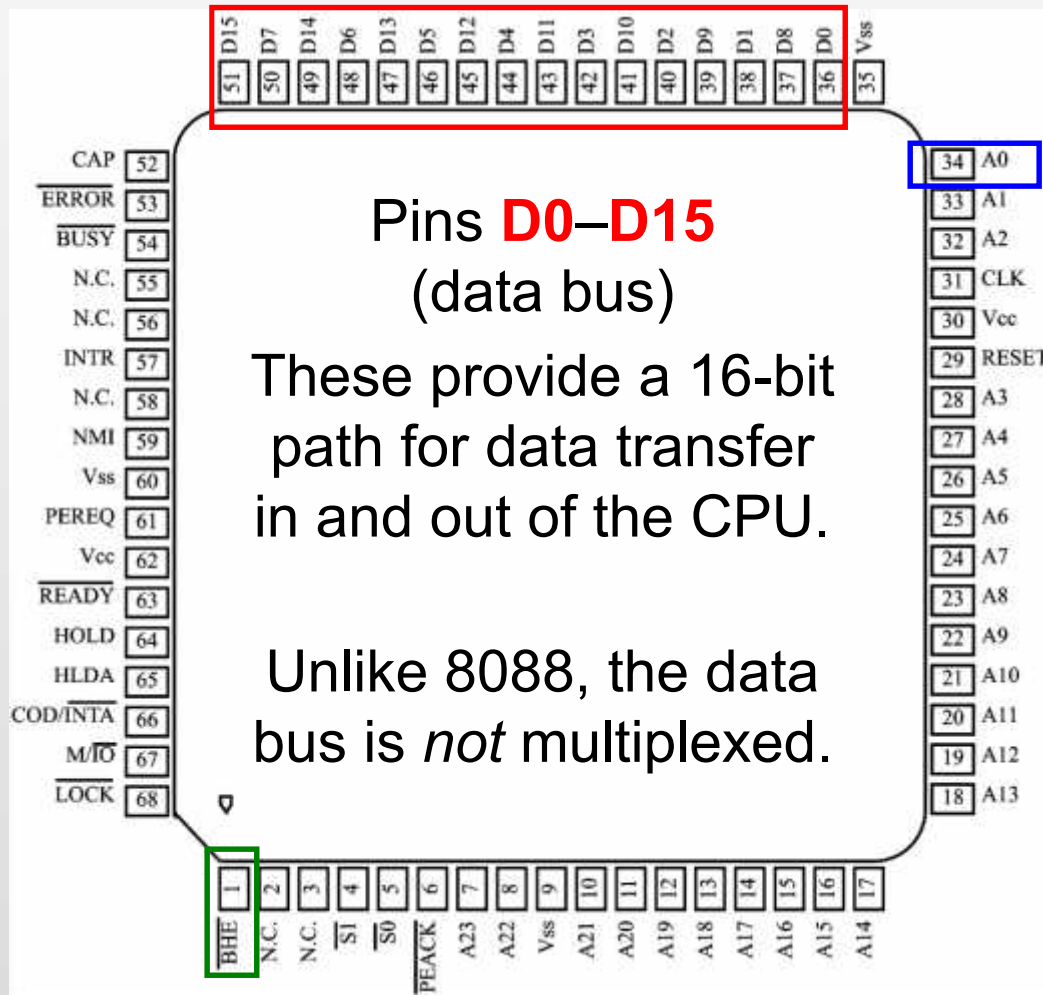 D15 D7 D14 D6 D13 D5 D12 D4 D11 D3 D10 D2 D9 D1 D8 D0 Vss
51 50 49 48 47 46 45 44 43 42 41 40 39 38 37 36 35
CAP 52
ERROR 53
BUSY 54
N.C. 55
N.C. 56
INTR 57
N.C. 58
NMI 59
Vss 60
PEREQ 61
Vcc 62
READY 63
HOLD 64
HLDA 65
COD/INTA 66
M/IO 67
LOCK 68
Pins D0–D15
(data bus)
These provide a 16-bit
path for data transfer
in and out of the CPU.
Unlike 8088, the data
bus is not multiplexed.
34 A0
33 A1
32 A2
31 CLK
30 Vcc
29 RESET
28 A3
27 A4
26 A5
25 A6
24 A7
23 A8
22 A9
21 A10
20 A11
19 A12
18 A13
1 2 3 4 5 6 7 8 9 10 11 12 13 14 15 16 17
BHE N.C. N.C. S1 S0 PEACK A23 A22 Vss A21 A20 A19 A18 A17 A16 A15 A14